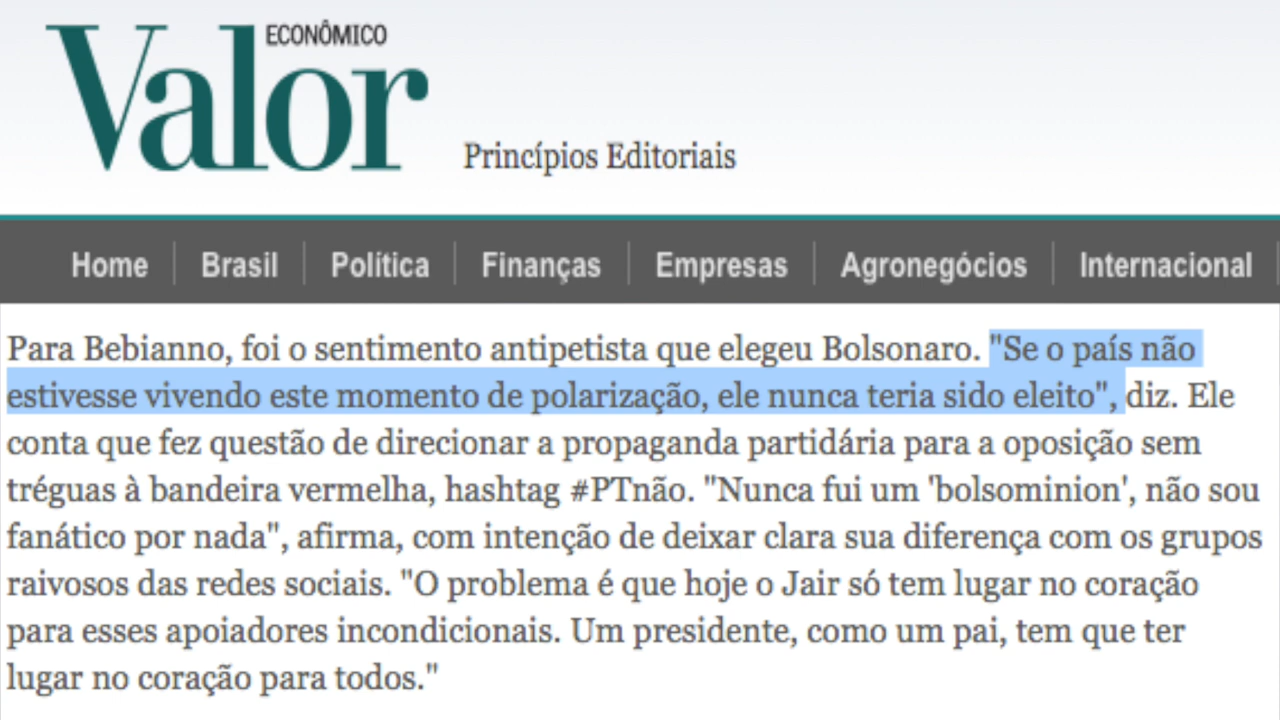 Valor ECONÔMICO
Princípios Editoriais
Home Brasil Política Finanças Empresas Agronegócios Internacional
Para Bebianno, foi o sentimento antipetista que elegeu Bolsonaro. "Se o país não
estivesse vivendo este momento de polarização, ele nunca teria sido eleito", diz. Ele
conta que fez questão de direcionar a propaganda partidária para a oposição sem
tréguas à bandeira vermelha, hashtag #PTnão. "Nunca fui um 'bolsominion', não sou
fanático por nada", afirma, com intenção de deixar clara sua diferença com os grupos
raivosos das redes sociais. "O problema é que hoje o Jair só tem lugar no coração
para esses apoiadores incondicionais. Um presidente, como um pai, tem que ter
lugar no coração para todos."